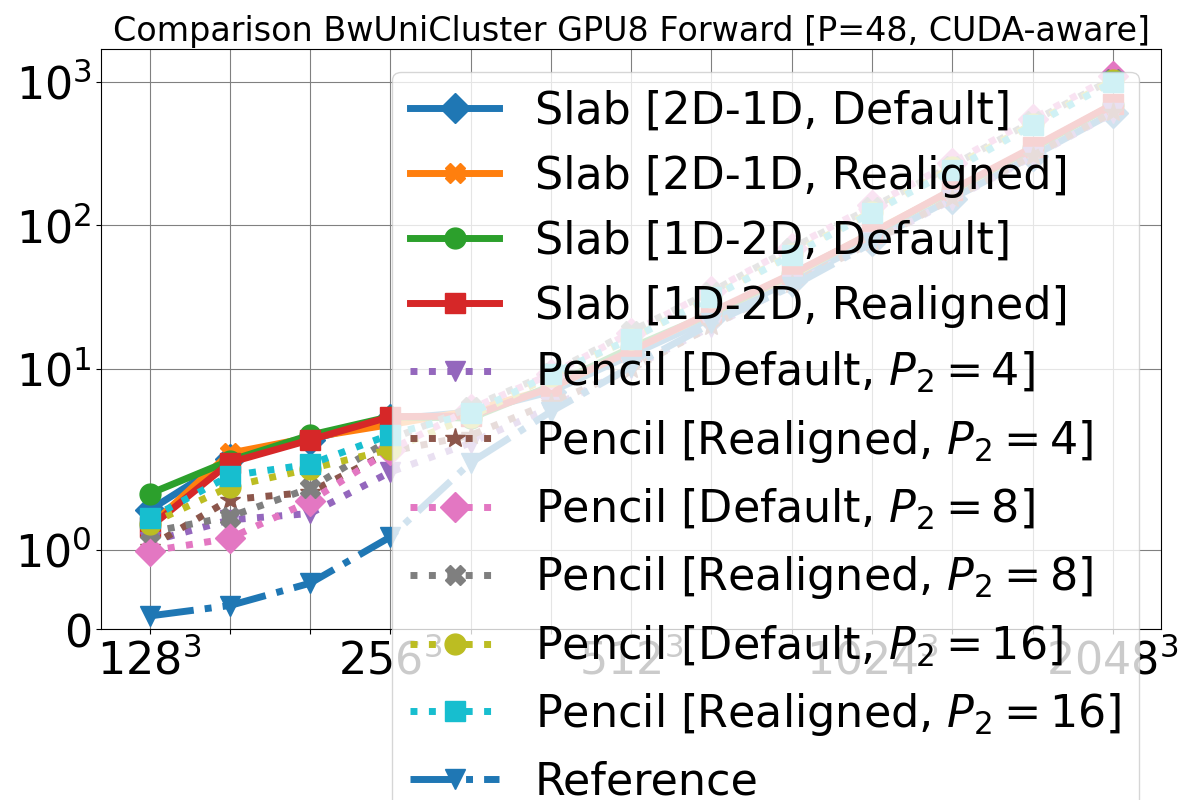 Comparison BwUniCluster GPU8 Forward [P=48, CUDA-aware]
10³
10²
10¹
10⁰
0
Slab [2D-1D, Default]
Slab [2D-1D, Realigned]
Slab [1D-2D, Default]
Slab [1D-2D, Realigned]
Pencil [Default, P₂ = 4]
Pencil [Realigned, P₂ = 4]
Pencil [Default, P₂ = 8]
Pencil [Realigned, P₂ = 8]
Pencil [Default, P₂ = 16]
Pencil [Realigned, P₂ = 16]
Reference
128³ 256³ 512³ 1024³ 2048³